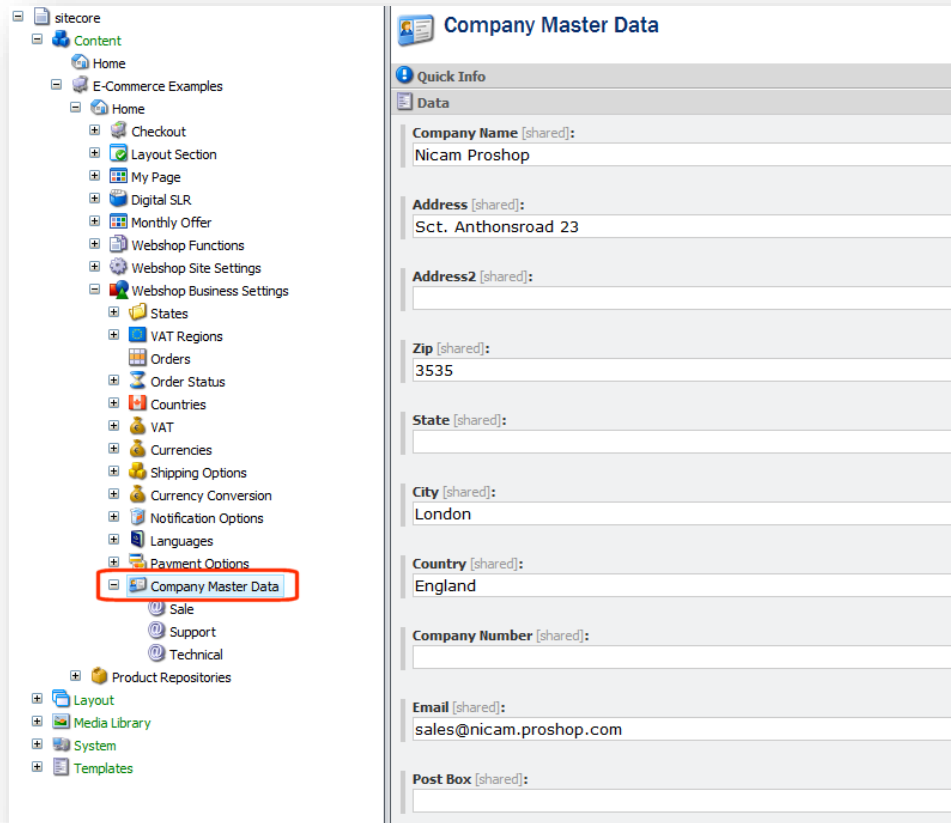 sitecore
Content
Home
E-Commerce Examples
Home
Checkout
Layout Section
My Page
Digital SLR
Monthly Offer
Webshop Functions
Webshop Site Settings
Webshop Business Settings
States
VAT Regions
Orders
Order Status
Countries
VAT
Currencies
Shipping Options
Currency Conversion
Notification Options
Languages
Payment Options
Company Master Data
Sale
Support
Technical
Product Repositories
Layout
Media Library
System
Templates
Company Master Data
Quick Info
Data
Company Name [shared]:
Nicam Proshop
Address [shared]:
Sct. Anthonsroad 23
Address2 [shared]:
Zip [shared]:
3535
State [shared]:
City [shared]:
London
Country [shared]:
England
Company Number [shared]:
Email [shared]:
sales@nicam.proshop.com
Post Box [shared]: